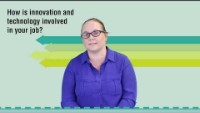 How is innovation and
technology involved
in your job?